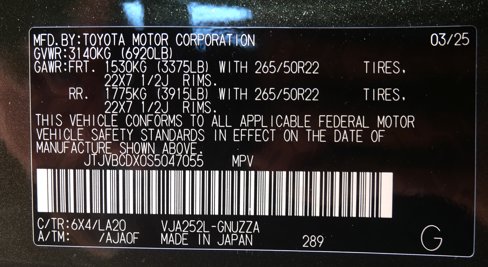 MFD.BY:TOYOTA MOTOR CORPORATION 03/25
GVWR:3140KG (6920LB)
GAWR:FRT. 1530KG (3375LB) WITH 265/50R22 TIRES,
22X7 1/2J RIMS,
RR. 1775KG (3915LB) WITH 265/50R22 TIRES,
22X7 1/2J RIMS.
THIS VEHICLE CONFORMS TO ALL APPLICABLE FEDERAL MOTOR
VEHICLE SAFETY STANDARDS IN EFFECT ON THE DATE OF
MANUFACTURE SHOWN ABOVE.
JTJVBCDX0S5047055 MPV
C/TR:6X4/LA20 VJA252L-GNUZZA
A/TM: /AJA0F MADE IN JAPAN 289 G